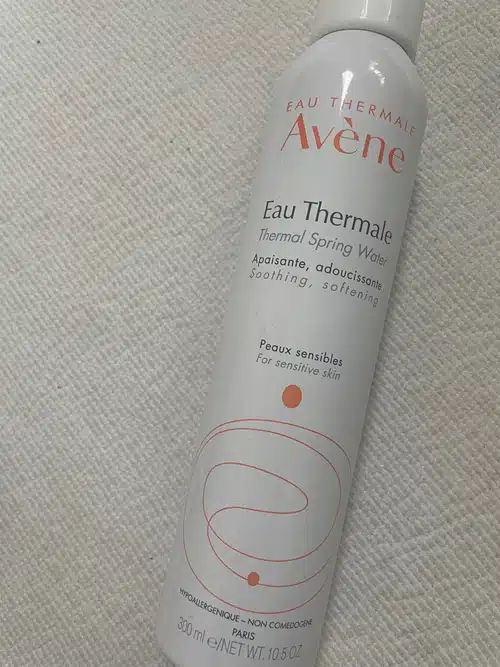 EAU THERMALE
Avène
Eau Thermale
Thermal Spring Water
Apaisante, adoucissante
Soothing, softening
Peaux sensibles
For sensitive skin
HYPOALLERGENIQUE – NON COMEDOGENE
PARIS
300 ml e/NET WT. 10.5 OZ